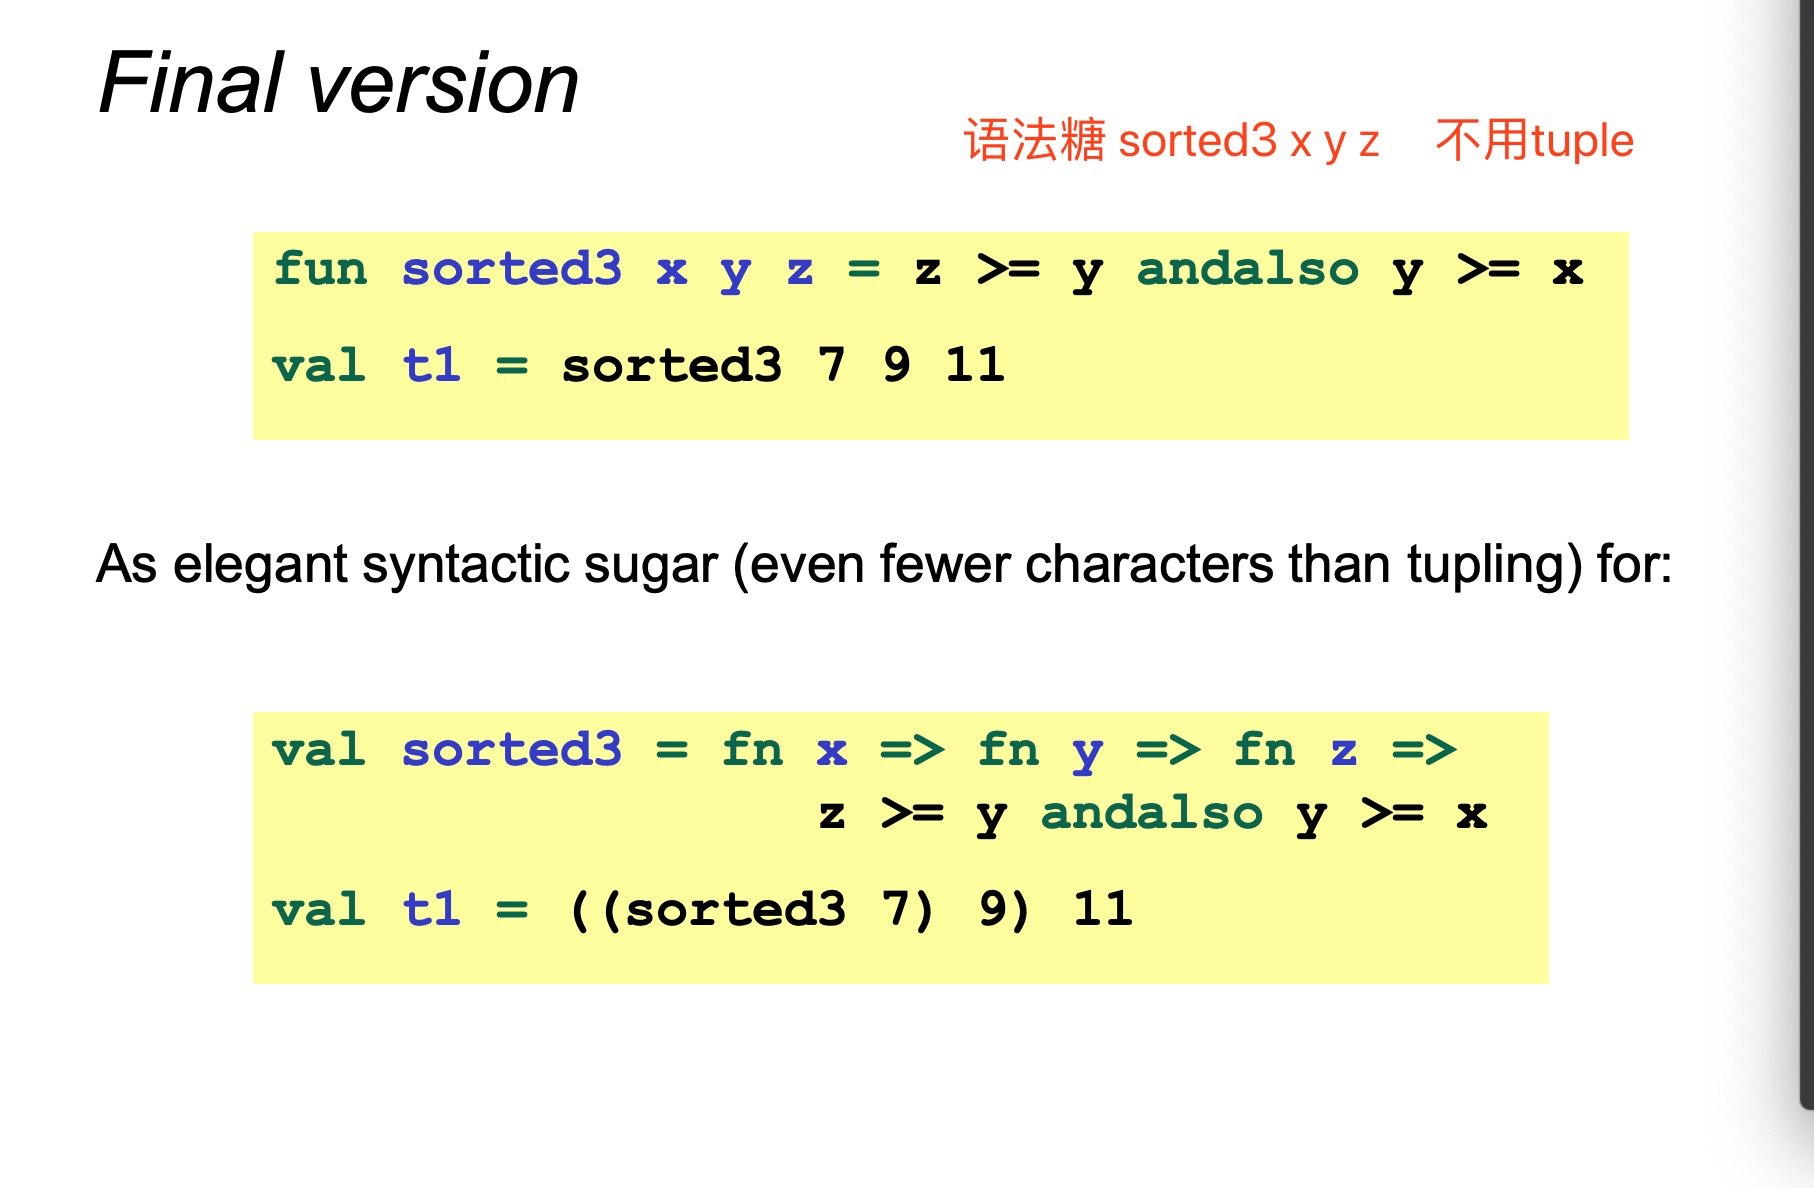 Final version
语法糖 sorted3 x y z 不用tuple
fun sorted3 x y z = z >= y andalso y >= x
val t1 = sorted3 7 9 11
As elegant syntactic sugar (even fewer characters than tupling) for:
val sorted3 = fn x => fn y => fn z =>
z >= y andalso y >= x
val t1 = ((sorted3 7) 9) 11